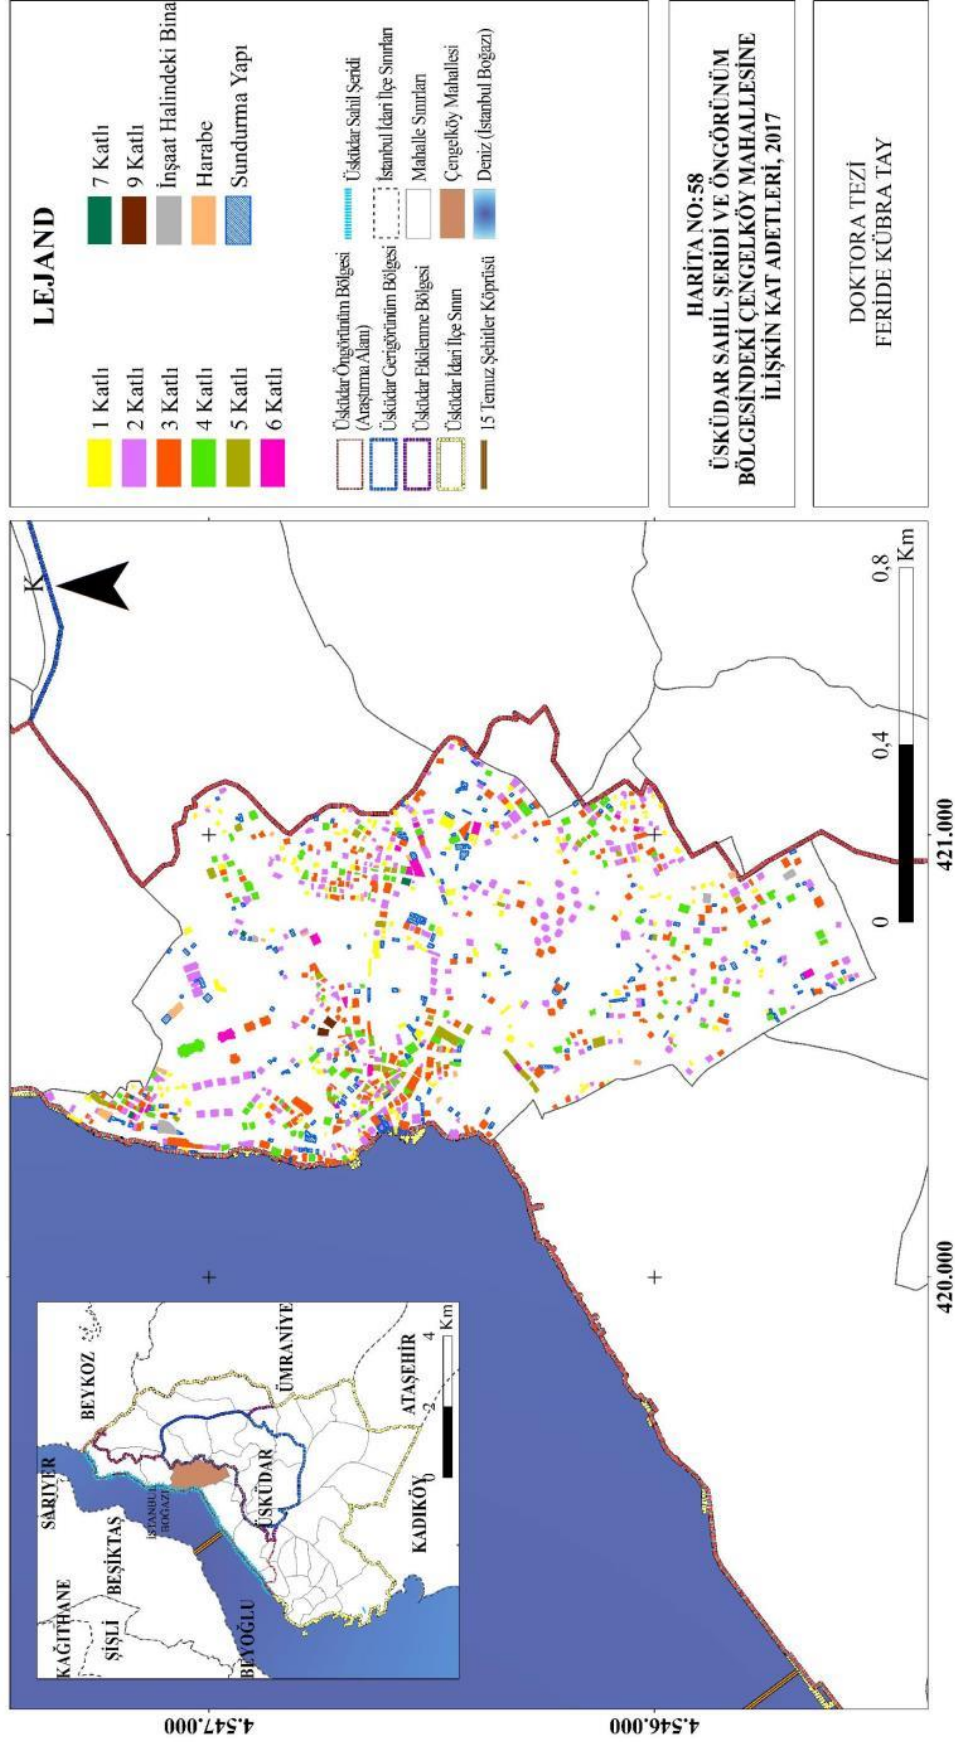 LEJAND
1 Katlı
2 Katlı
3 Katlı
4 Katlı
5 Katlı
6 Katlı
7 Katlı
9 Katlı
İnşaat Halindeki Bina
Harabe
Sundurma Yapı
Üsküdar Öngörünüm Bölgesi
(Araştırma Alanı)
Üsküdar Gerigörünüm Bölgesi
Üsküdar Etkilenme Bölgesi
Üsküdar İdari İlçe Sınırı
15 Temuz Şehitler Köprüsü
Üsküdar Sahil Şeridi
İstanbul İdari İlçe Sınırları
Mahalle Sınırları
Çengelköy Mahallesi
Deniz (İstanbul Boğazı)
HARİTA NO:58
ÜSKÜDAR SAHİL ŞERİDİ VE ÖNGÖRÜNÜM
BÖLGESİNDEKİ ÇENGELKÖY MAHALLESİNE
İLİŞKİN KAT ADETLERİ, 2017
DOKTORA TEZİ
FERİDE KÜBRA TAY
K
0 0,4 0,8
Km
420.000
421.000
4.547.000
4.546.000
SARIYER
KAĞITHANE
BEYKOZ
ŞİŞLİ
BEŞİKTAŞ
İSTANBUL
BOĞAZI
BEYOĞLU
ÜSKÜDAR
ÜMRANİYE
KADIKÖY
ATAŞEHİR
0 2 4
Km